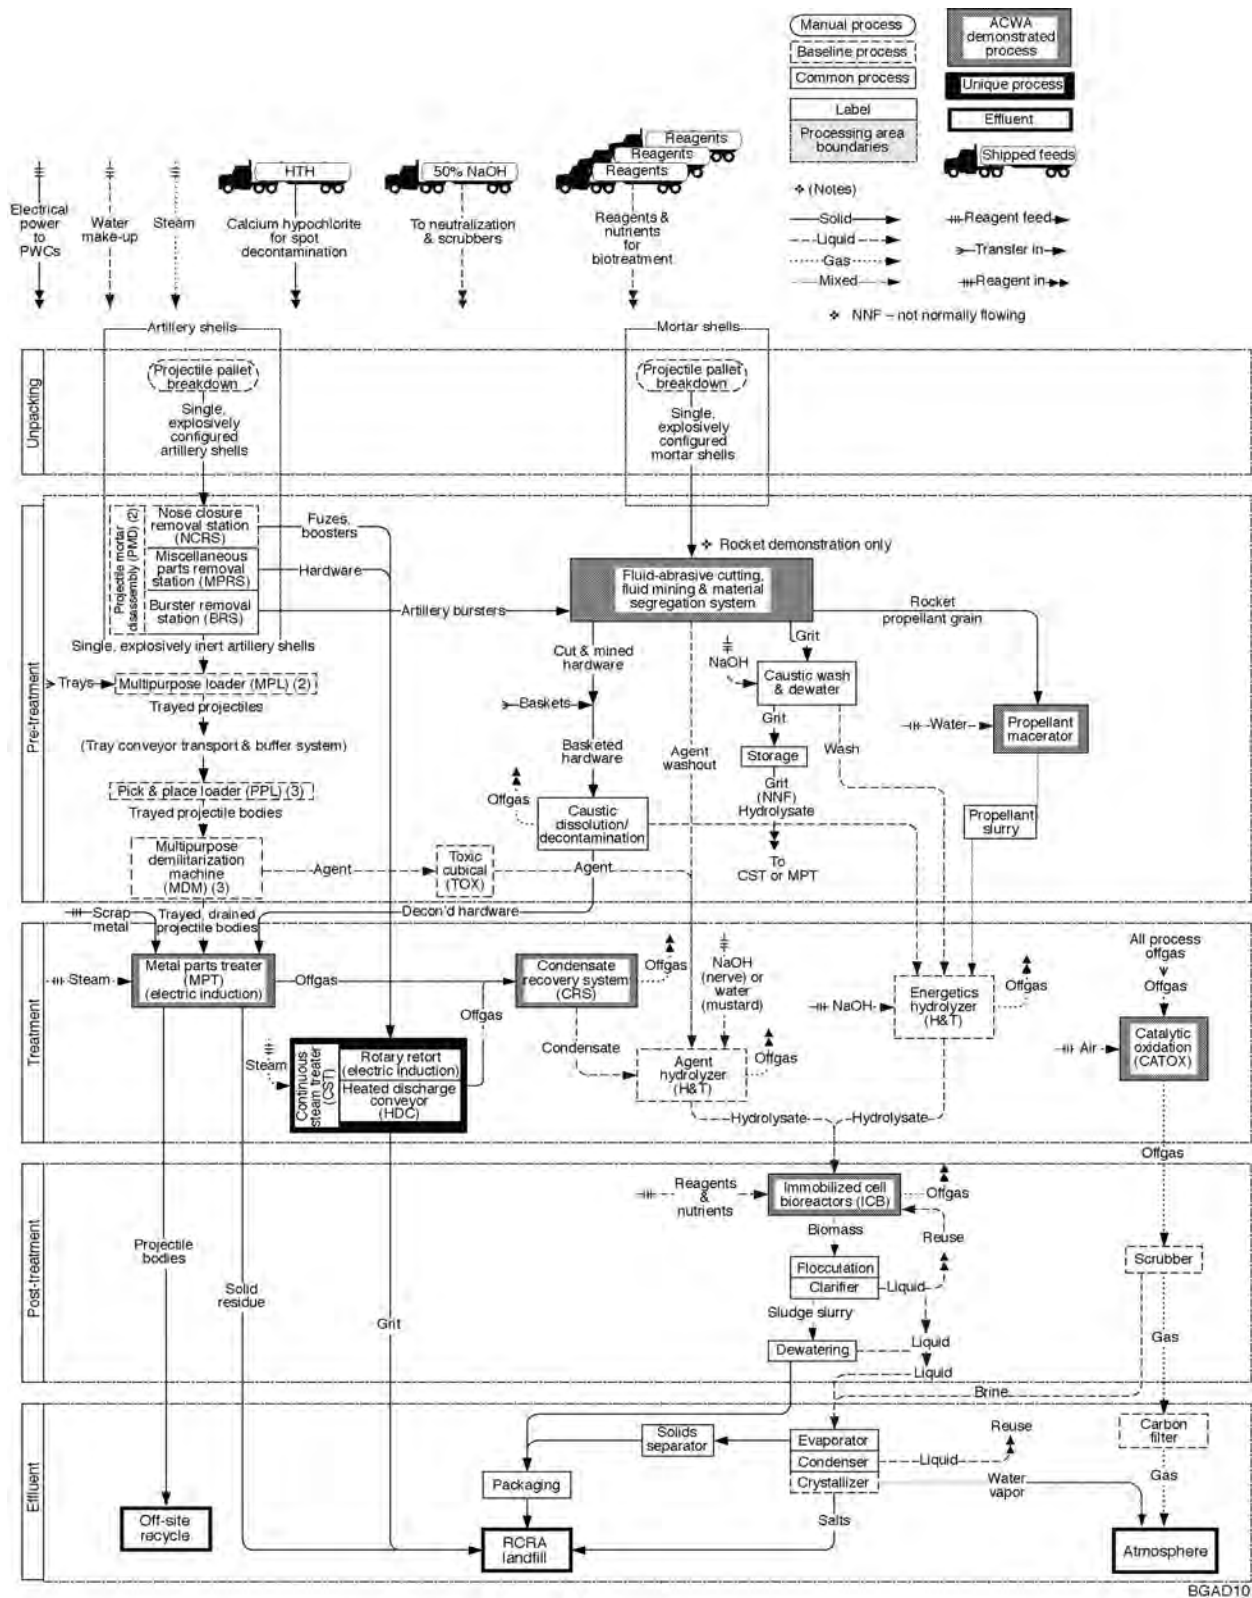 Manual process
Baseline process
Common process
Label
Processing area
boundaries
ACWA
demonstrated
process
Unique process
Effluent
Shipped feeds
(Notes)
Solid
Liquid
Gas
Mixed
Reagent feed
Transfer in
Reagent in
NNF – not normally flowing
Electrical
power
to
PWCs
Water
make-up
Steam
HTH
Calcium hypochlorite
for spot
decontamination
50% NaOH
To neutralization
& scrubbers
Reagents
Reagents
Reagents
Reagents &
nutrients
for
biotreatment
Artillery shells
Mortar shells
Unpacking
Projectile pallet
breakdown
Single,
explosively
configured
artillery shells
Projectile pallet
breakdown
Single,
explosively
configured
mortar shells
Pre-treatment
Projectile mortar
disassembly (PMD) (2)
Nose closure
removal station
(NCRS)
Miscellaneous
parts removal
station (MPRS)
Burster removal
station (BRS)
Fuzes,
boosters
Hardware
Artillery bursters
Rocket demonstration only
Fluid-abrasive cutting,
fluid mining & material
segregation system
Rocket
propellant grain
Single, explosively inert artillery shells
Trays
Multipurpose loader (MPL) (2)
Trayed projectiles
(Tray conveyor transport & buffer system)
Pick & place loader (PPL) (3)
Trayed projectile bodies
Multipurpose
demilitarization
machine
(MDM) (3)
Agent
Toxic
cubical
(TOX)
Agent
Cut & mined
hardware
Baskets
Basketed
hardware
Offgas
Caustic
dissolution/
decontamination
Agent
washout
Grit
NaOH
Caustic wash
& dewater
Grit
Wash
Storage
Grit
(NNF)
Hydrolysate
To
CST or MPT
Water
Propellant
macerator
Propellant
slurry
Decon'd hardware
Scrap
metal
Trayed, drained
projectile bodies
Treatment
Steam
Metal parts treater
(MPT)
(electric induction)
Offgas
Condensate
recovery system
(CRS)
Offgas
Offgas
NaOH
(nerve) or
water
(mustard)
Condensate
Agent
hydrolyzer
(H&T)
Offgas
NaOH
Energetics
hydrolyzer
(H&T)
Offgas
All process
offgas
Offgas
Air
Catalytic
oxidation
(CATOX)
Steam
Continuous
steam treater
(CST)
Rotary retort
(electric induction)
Heated discharge
conveyor
(HDC)
Hydrolysate
Hydrolysate
Offgas
Post-treatment
Reagents
&
nutrients
Immobilized cell
bioreactors (ICB)
Offgas
Biomass
Reuse
Flocculation
Clarifier
Liquid
Sludge slurry
Dewatering
Liquid
Liquid
Projectile
bodies
Solid
residue
Grit
Scrubber
Gas
Brine
Effluent
Solids
separator
Evaporator
Condenser
Crystallizer
Reuse
Liquid
Water
vapor
Carbon
filter
Gas
Packaging
Salts
Off-site
recycle
RCRA
landfill
Atmosphere
BGAD10